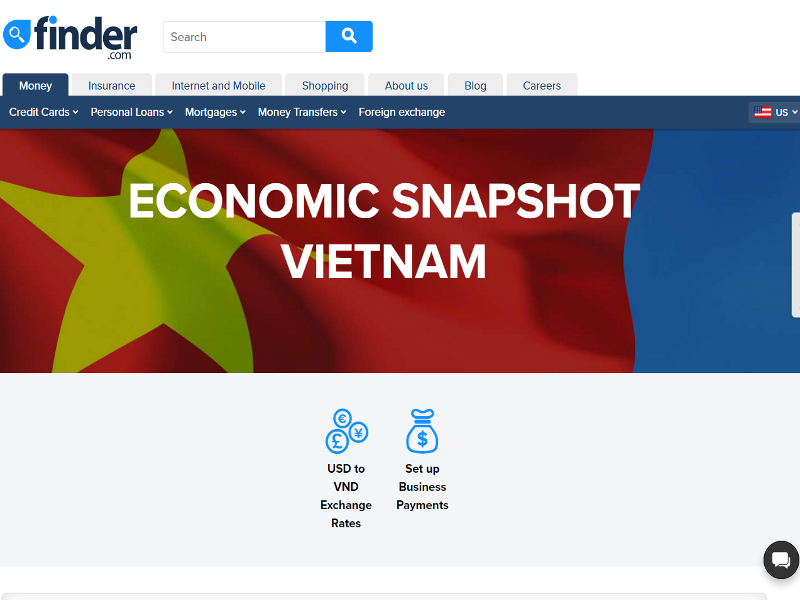 finder
.com
Search
Money
Insurance
Internet and Mobile
Shopping
About us
Blog
Careers
Credit Cards
Personal Loans
Mortgages
Money Transfers
Foreign exchange
US
ECONOMIC SNAPSHOT
VIETNAM
USD to
VND
Exchange
Rates
Set up
Business
Payments